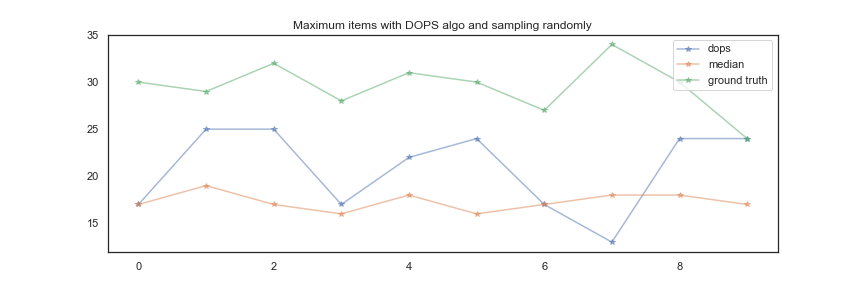 Maximum items with DOPS algo and sampling randomly
35
30
25
20
15
0 2 4 6 8
dops
median
ground truth